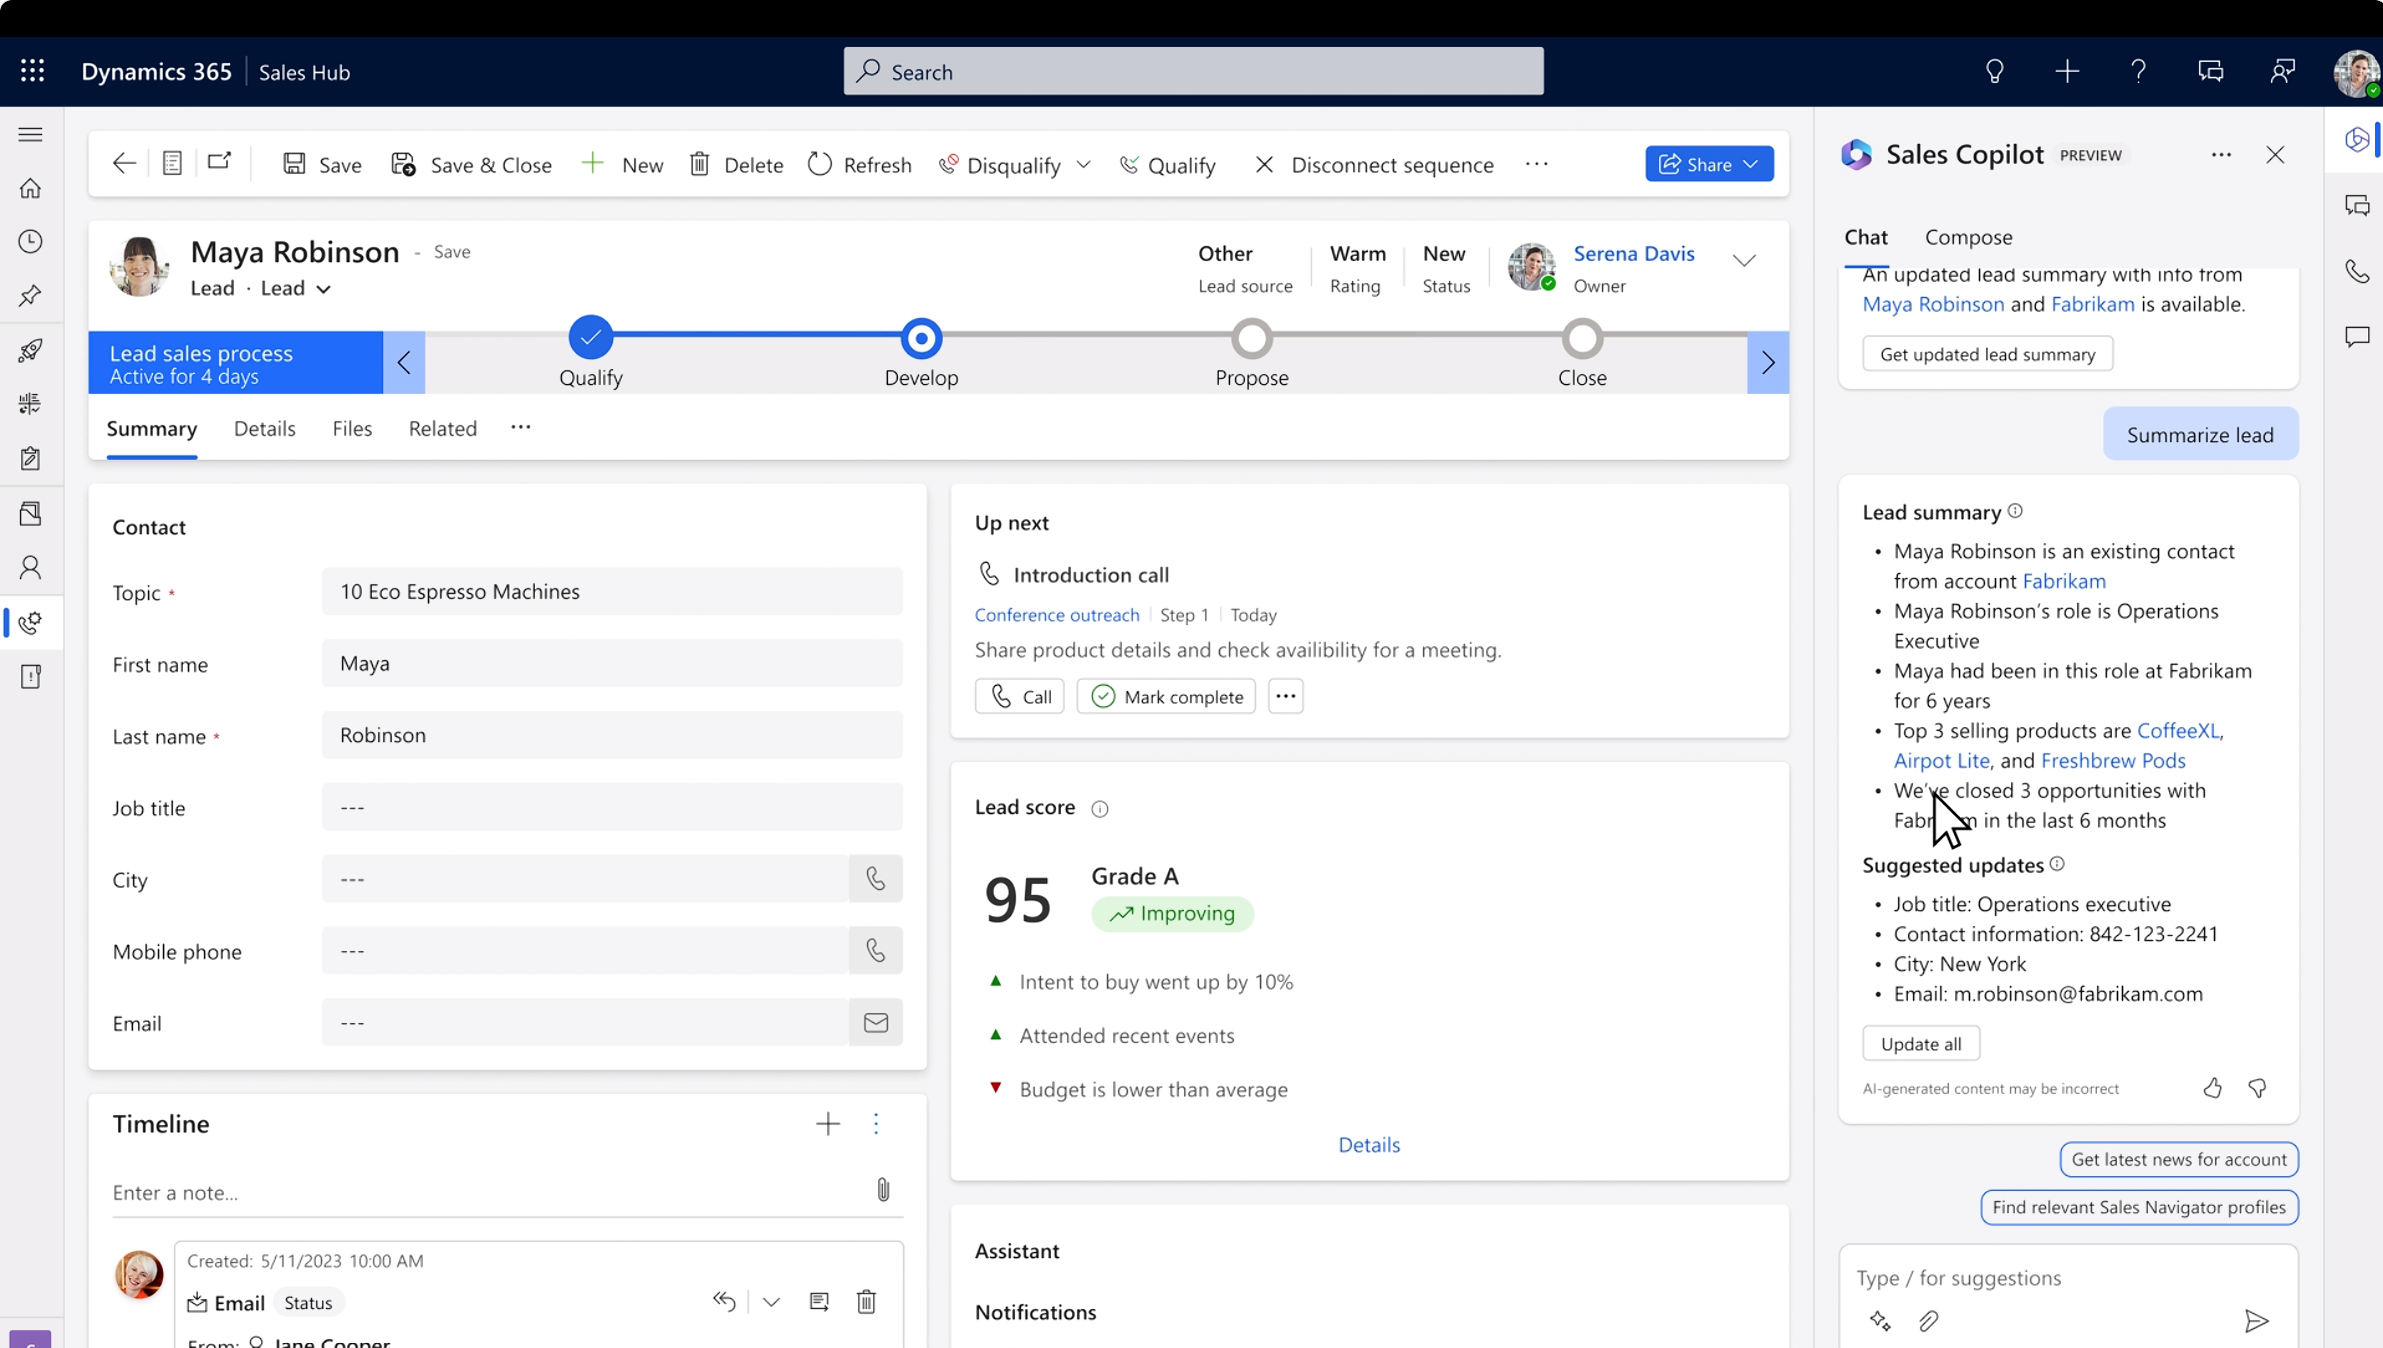 Dynamics 365 Sales Hub
Search
Save
Save & Close
New
Delete
Refresh
Disqualify
Qualify
Disconnect sequence
Share
Maya Robinson - Save
Lead · Lead
Other
Lead source
Warm
Rating
New
Status
Serena Davis
Owner
Lead sales process
Active for 4 days
Qualify
Develop
Propose
Close
Summary
Details
Files
Related
Contact
Topic *
10 Eco Espresso Machines
First name
Maya
Last name *
Robinson
Job title
---
City
---
Mobile phone
---
Email
---
Timeline
Enter a note...
Created: 5/11/2023 10:00 AM
Email Status
From: Jane Cooper
Up next
Introduction call
Conference outreach Step 1 Today
Share product details and check availibility for a meeting.
Call
Mark complete
Lead score
95
Grade A
Improving
Intent to buy went up by 10%
Attended recent events
Budget is lower than average
Details
Assistant
Notifications
Sales Copilot PREVIEW
Chat
Compose
An updated lead summary with info from
Maya Robinson and Fabrikam is available.
Get updated lead summary
Summarize lead
Lead summary
• Maya Robinson is an existing contact
from account Fabrikam
• Maya Robinson's role is Operations
Executive
• Maya had been in this role at Fabrikam
for 6 years
• Top 3 selling products are CoffeeXL,
Airpot Lite, and Freshbrew Pods
• We've closed 3 opportunities with
Fabrikam in the last 6 months
Suggested updates
• Job title: Operations executive
• Contact information: 842-123-2241
• City: New York
• Email: m.robinson@fabrikam.com
Update all
AI-generated content may be incorrect
Get latest news for account
Find relevant Sales Navigator profiles
Type / for suggestions